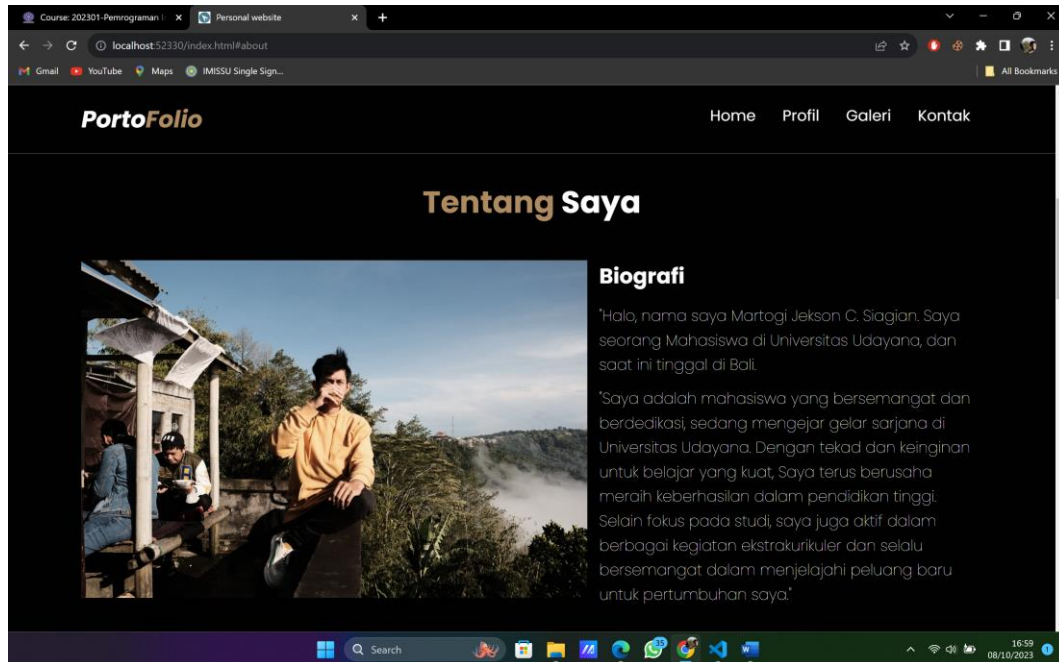 Course: 202301-Pemrograman I
Personal website
localhost:52330/index.html#about
Gmail YouTube Maps IMISSU Single Sign...
All Bookmarks
PortoFolio
Home Profil Galeri Kontak
Tentang Saya
Biografi
"Halo, nama saya Martogi Jekson C. Siagian. Saya
seorang Mahasiswa di Universitas Udayana, dan
saat ini tinggal di Bali.
"Saya adalah mahasiswa yang bersemangat dan
berdedikasi, sedang mengejar gelar sarjana di
Universitas Udayana. Dengan tekad dan keinginan
untuk belajar yang kuat, Saya terus berusaha
meraih keberhasilan dalam pendidikan tinggi.
Selain fokus pada studi, saya juga aktif dalam
berbagai kegiatan ekstrakurikuler dan selalu
bersemangat dalam menjelajahi peluang baru
untuk pertumbuhan saya."
Search
35
16:59
08/10/2023